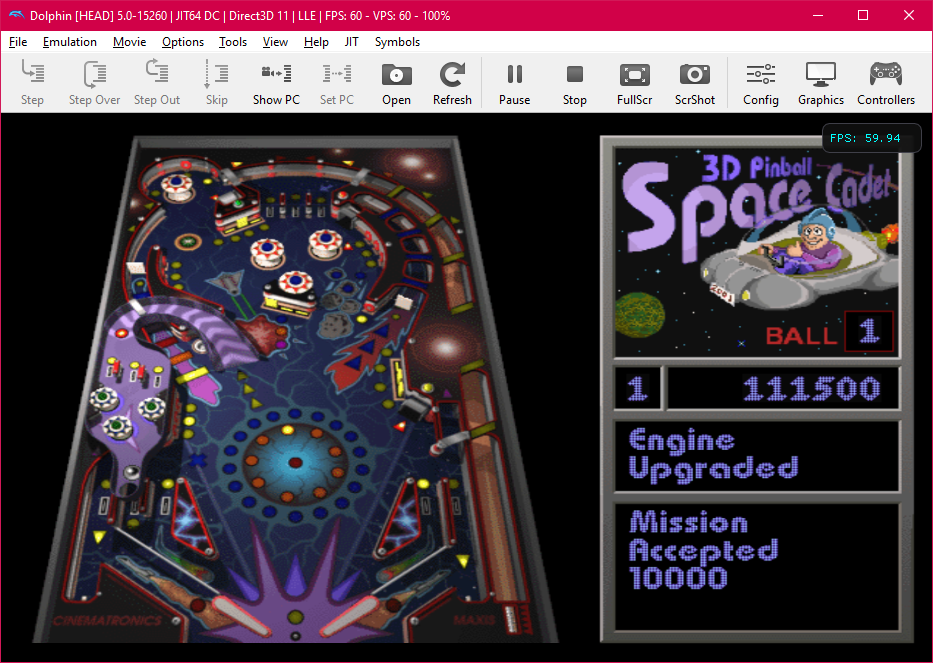 Dolphin [HEAD] 5.0-15260 | JIT64 DC | Direct3D 11 | LLE | FPS: 60 - VPS: 60 - 100%
File Emulation Movie Options Tools View Help JIT Symbols
Step Step Over Step Out Skip Show PC Set PC Open Refresh Pause Stop FullScr ScrShot Config Graphics Controllers
FPS: 59.94
3D Pinball
Space Cadet
BALL 1
1 111500
Engine
Upgraded
Mission
Accepted
10000
CINEMATRONICS MAXIS